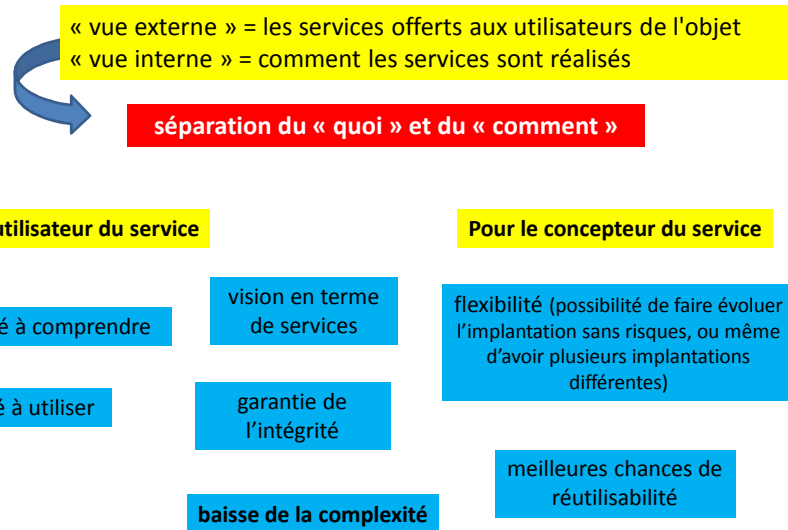 « vue externe » = les services offerts aux utilisateurs de l'objet
« vue interne » = comment les services sont réalisés
séparation du « quoi » et du « comment »
utilisateur du service
Pour le concepteur du service
vision en terme
de services
é à comprendre
flexibilité (possibilité de faire évoluer
l'implantation sans risques, ou même
d'avoir plusieurs implantations
différentes)
é à utiliser
garantie de
l'intégrité
meilleures chances de
réutilisabilité
baisse de la complexité